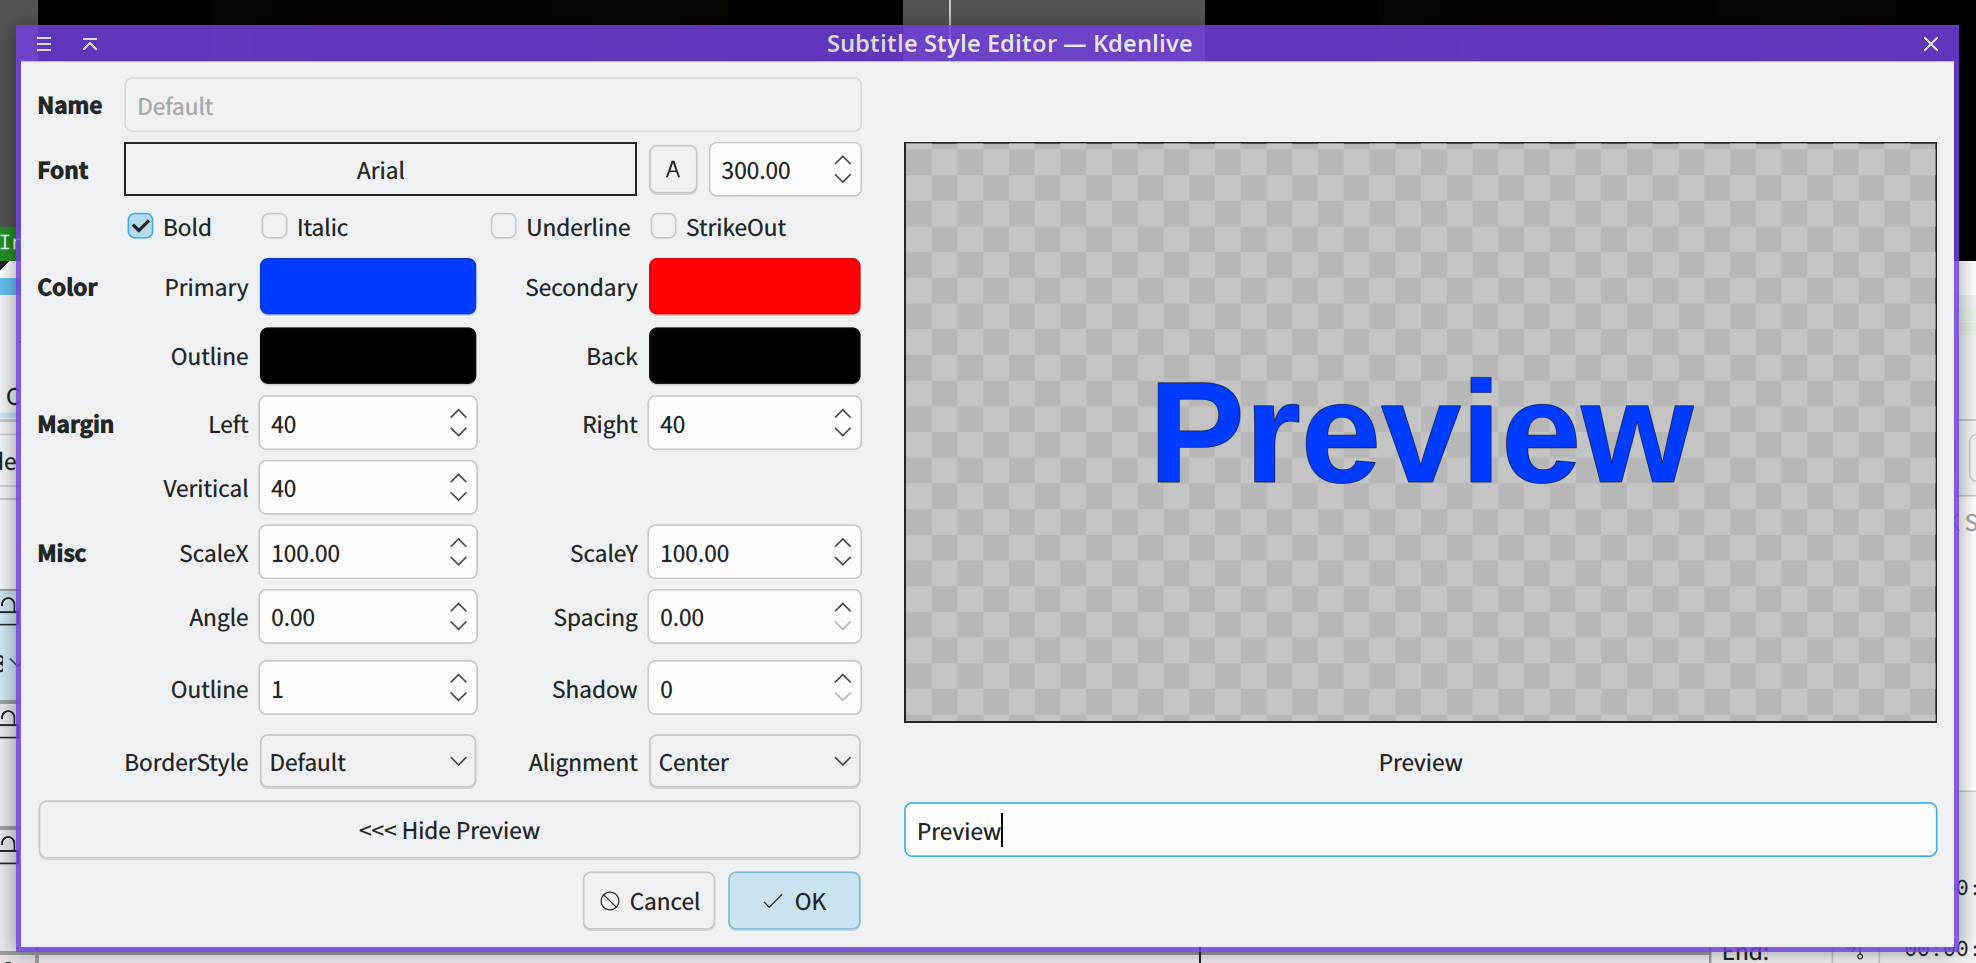 Subtitle Style Editor — Kdenlive
Name Default
Font Arial A 300.00
Bold Italic Underline StrikeOut
Color Primary Secondary
Outline Back
Margin Left 40 Right 40
Veritical 40
Misc ScaleX 100.00 ScaleY 100.00
Angle 0.00 Spacing 0.00
Outline 1 Shadow 0
BorderStyle Default Alignment Center
<<< Hide Preview
Cancel OK
Preview
Preview
Preview
End: